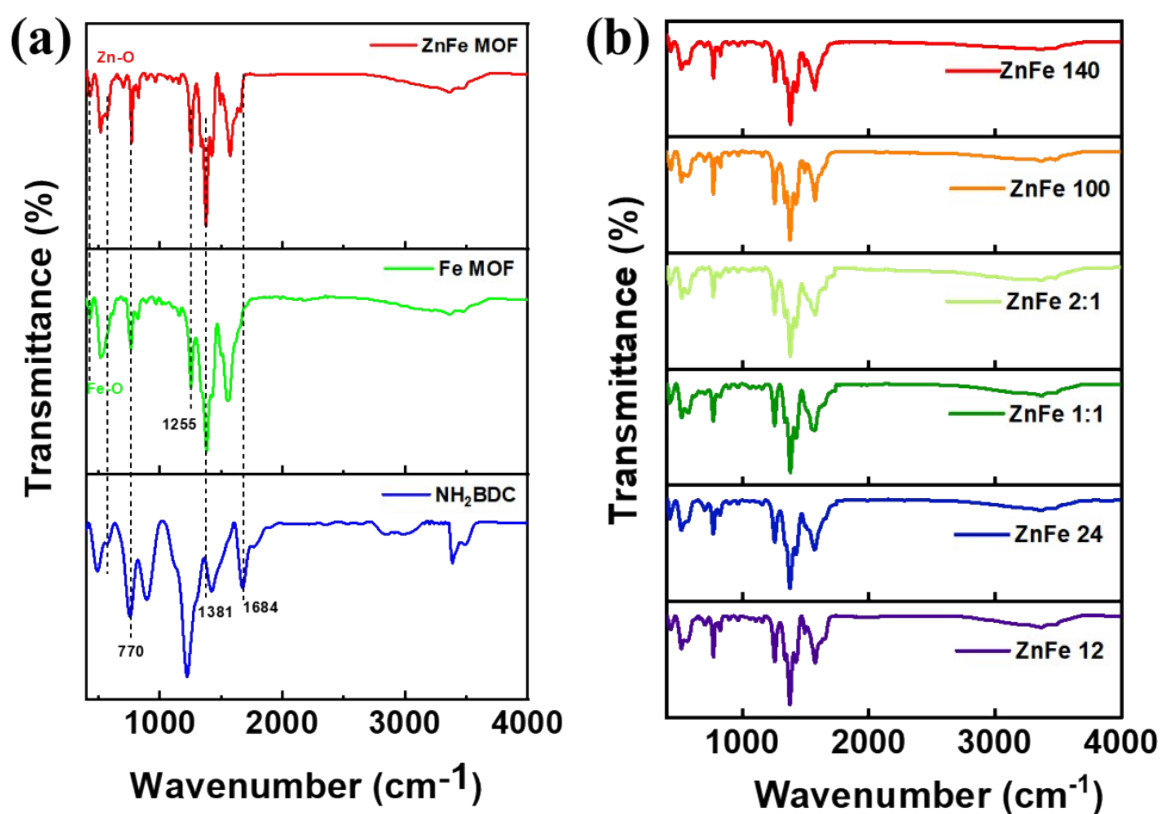 (a)
Zn-O
ZnFe MOF
Fe MOF
Fe-O
1255
NH₂BDC
1381
1684
770
Transmittance (%)
1000 2000 3000 4000
Wavenumber (cm⁻¹)
(b)
ZnFe 140
ZnFe 100
ZnFe 2:1
ZnFe 1:1
ZnFe 24
ZnFe 12
Transmittance (%)
1000 2000 3000 4000
Wavenumber (cm⁻¹)